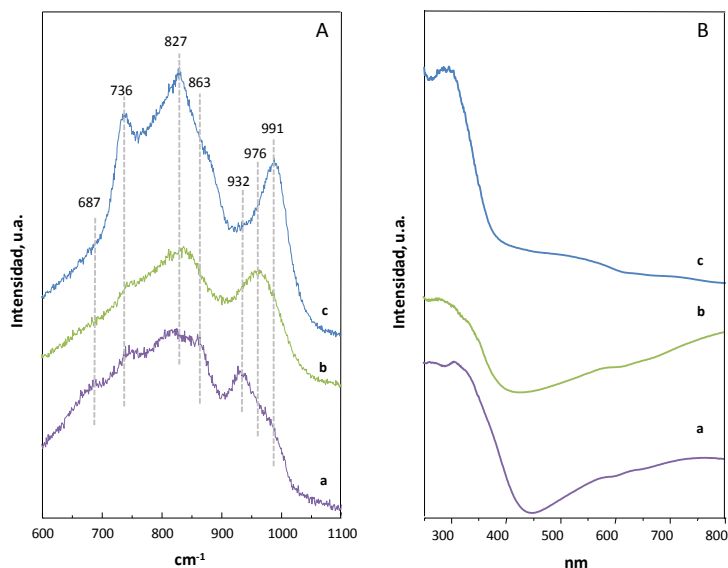 A
827
736
863
991
976
932
687
Intensidad, u.a.
c
b
a
600 700 800 900 1000 1100
cm-1
B
Intensidad, u.a.
c
b
a
300 400 500 600 700 800
nm